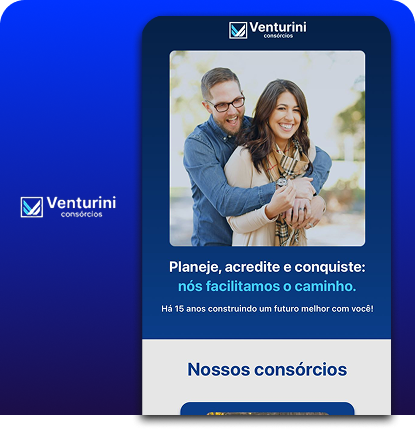 Venturini
consórcios
Venturini
consórcios
Planeje, acredite e conquiste:
nós facilitamos o caminho.
Há 15 anos construindo um futuro melhor com você!
Nossos consórcios